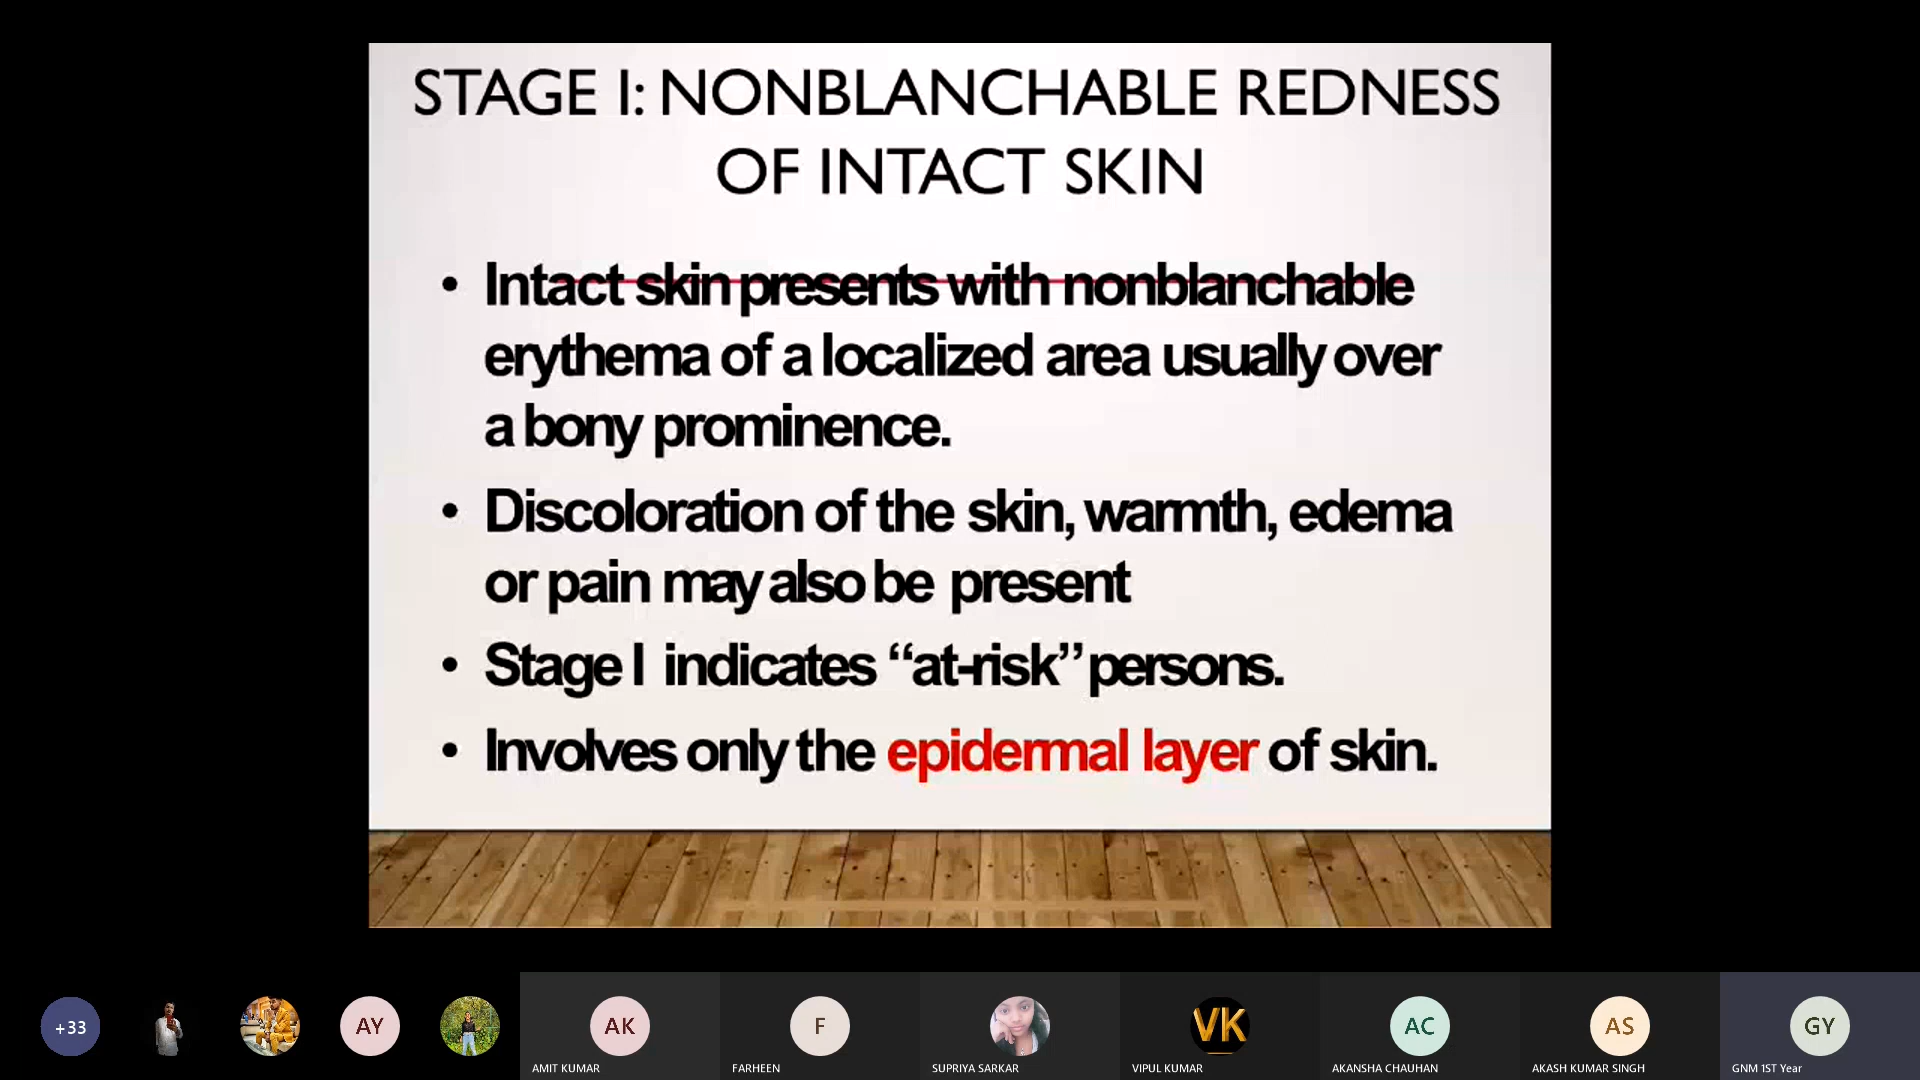 STAGE I: NONBLANCHABLE REDNESS
OF INTACT SKIN
• Intact skin presents with nonblanchable
erythema of a localized area usually over
a bony prominence.
• Discoloration of the skin, warmth, edema
or pain may also be present
• Stage I indicates “at-risk” persons.
• Involves only the epidermal layer of skin.
+33
AY
AK
F
VK
AC
AS
GY
AMIT KUMAR
FARHEEN
SUPRIYA SARKAR
VIPUL KUMAR
AKANSHA CHAUHAN
AKASH KUMAR SINGH
GNM 1ST Year